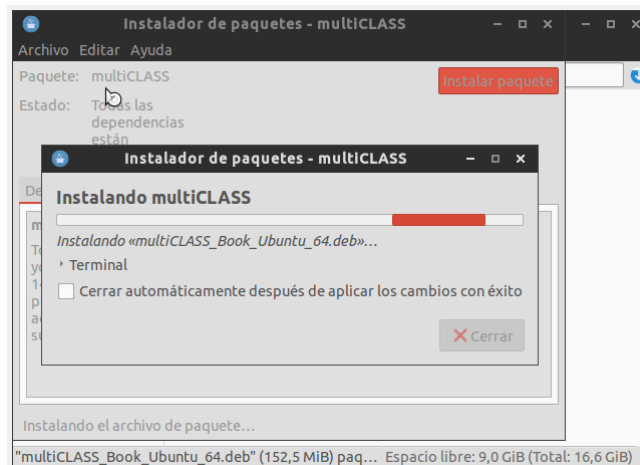 Instalador de paquetes - multiCLASS
Archivo Editar Ayuda
Paquete: multiCLASS
Instalar paquete
Estado: Todas las
dependencias
están
Instalador de paquetes - multiCLASS
De
Instalando multiCLASS
Instalando «multiCLASS_Book_Ubuntu_64.deb»...
Terminal
Cerrar automáticamente después de aplicar los cambios con éxito
Cerrar
Instalando el archivo de paquete...
"multiCLASS_Book_Ubuntu_64.deb" (152,5 MiB) paq... Espacio libre: 9,0 GiB (Total: 16,6 GiB)